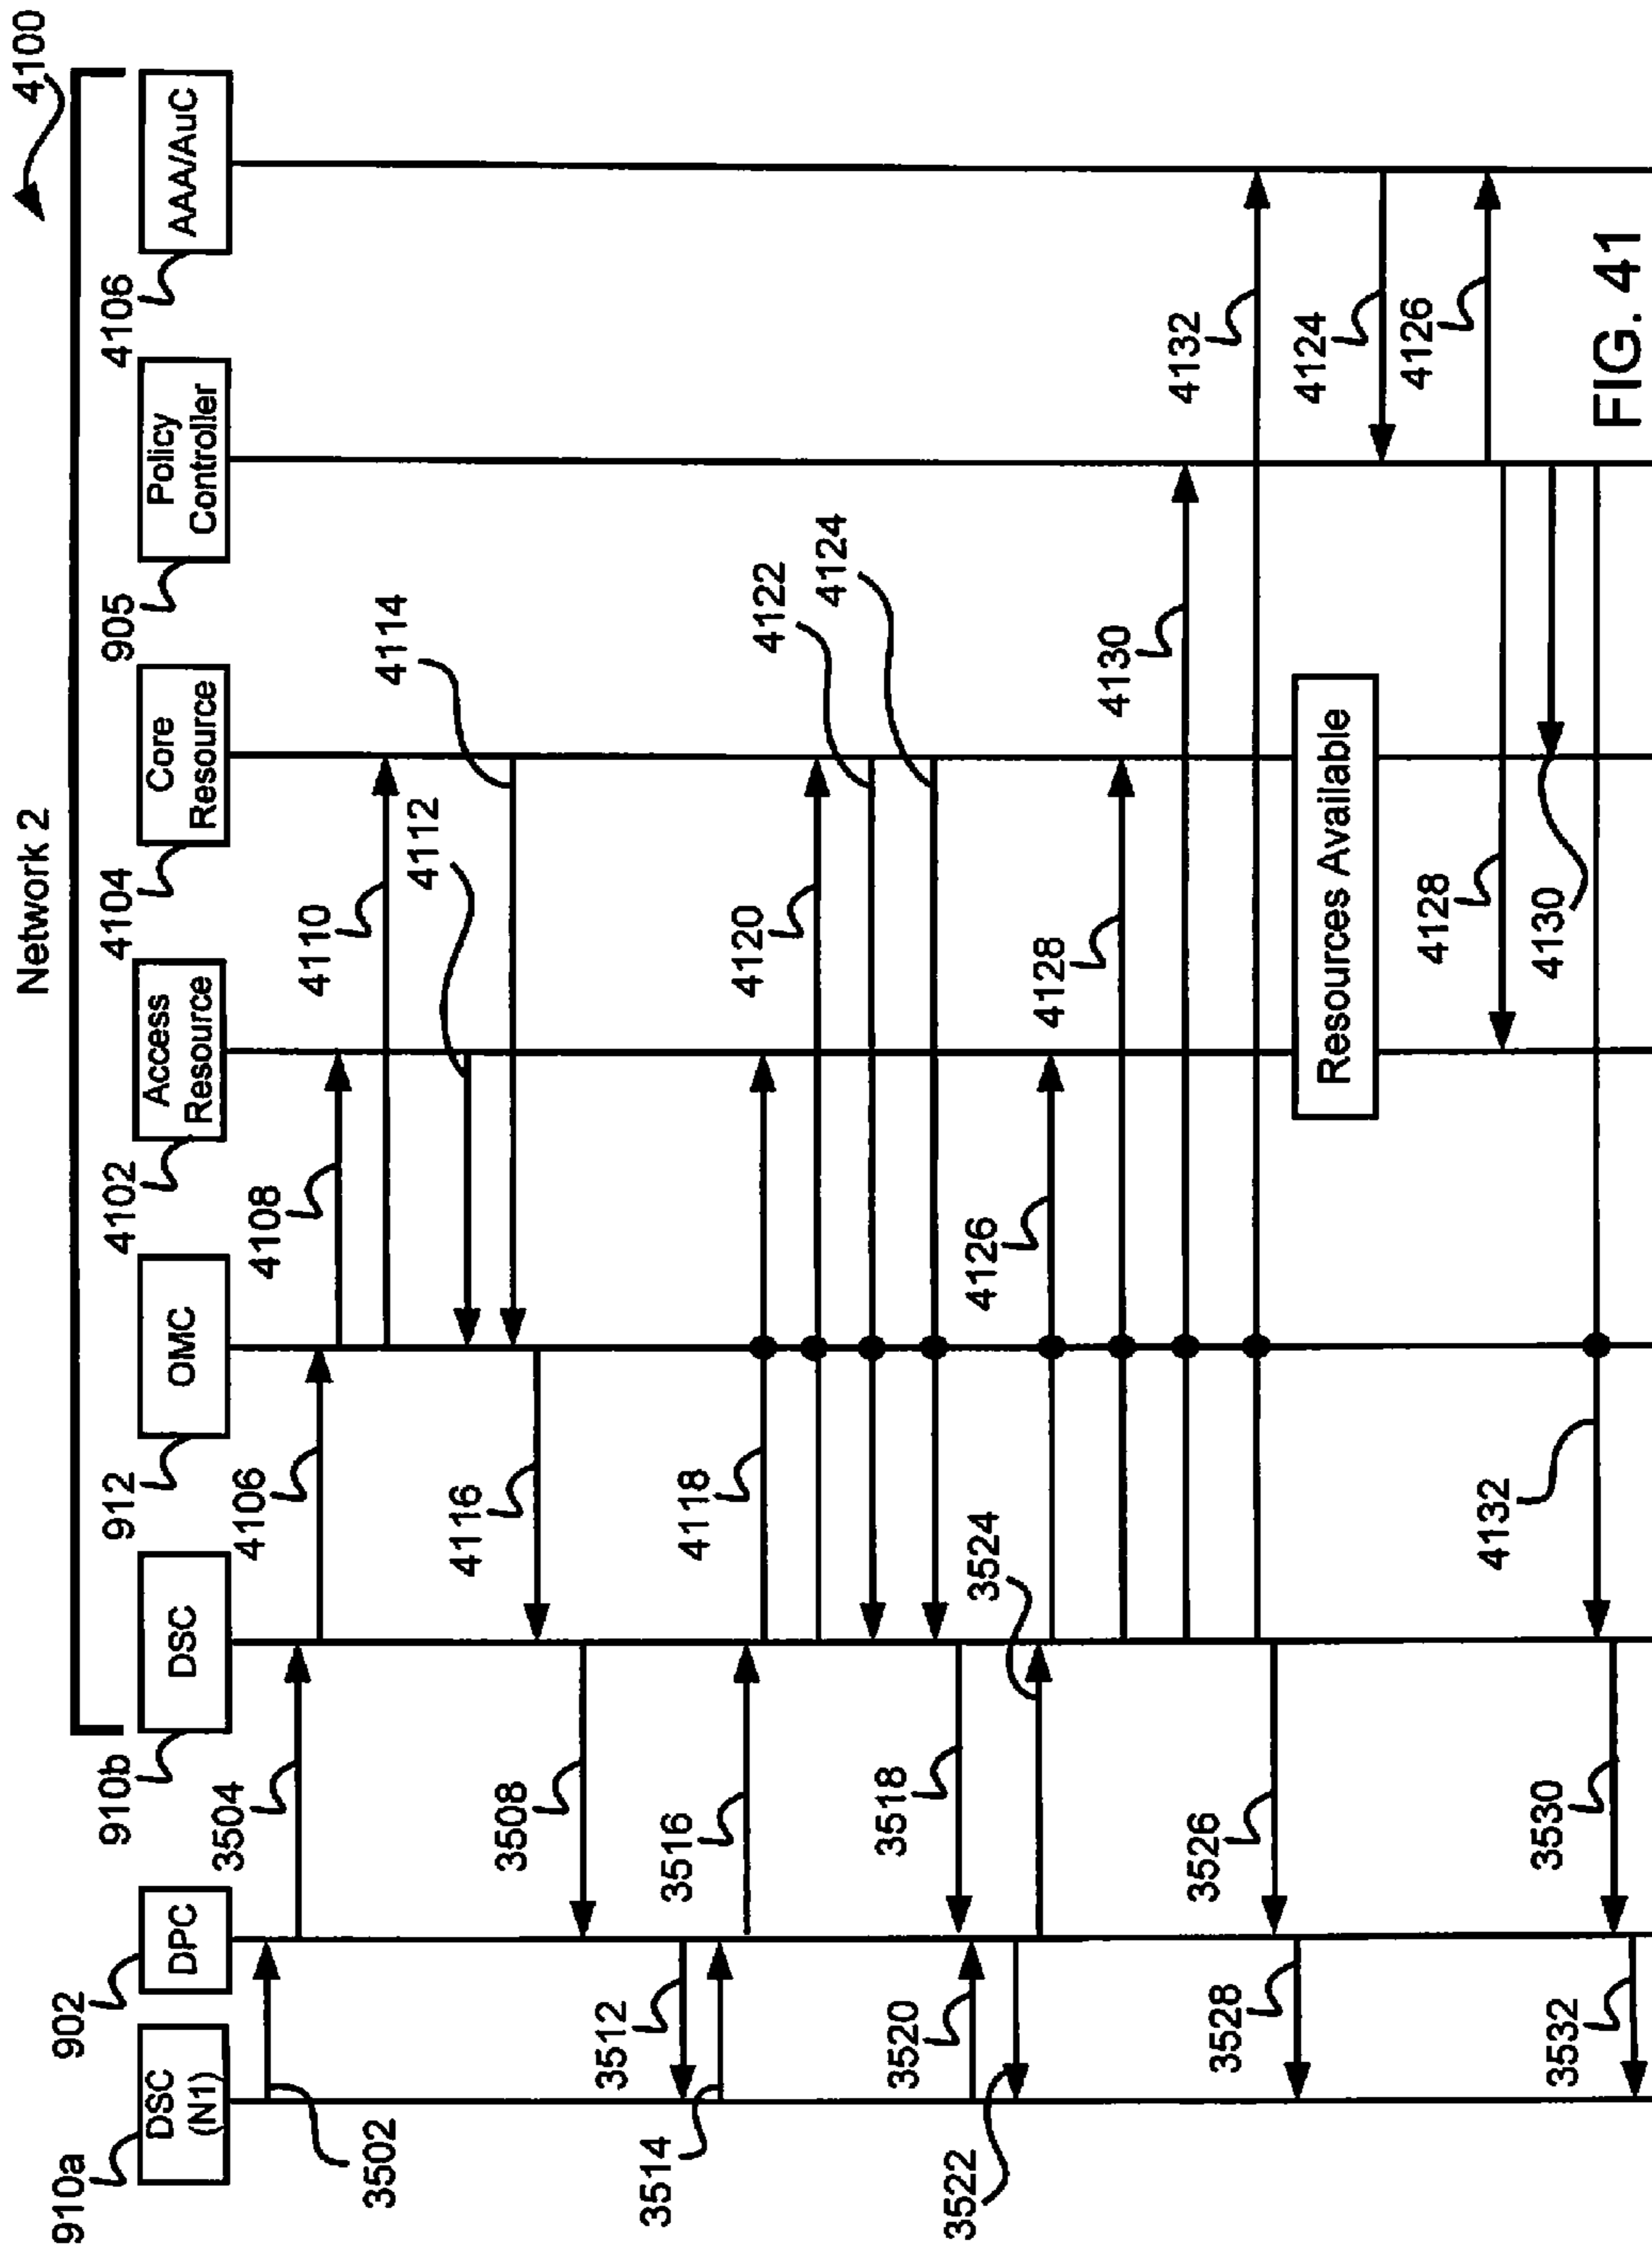 4100
Network 2
910a
902
910b
912
4102
4104
905
4106
DSC
(N1)
DPC
DSC
OMC
Access
Resource
Core
Resource
Policy
Controller
AAA/AuC
3502
3504
4106
4108
4110
4112
4114
4116
3508
3512
3514
3516
4118
4120
4122
4124
3518
3520
3522
3524
4126
4128
4130
4132
3526
3528
Resources Available
4124
4126
4128
4130
4132
3530
3532
FIG. 41